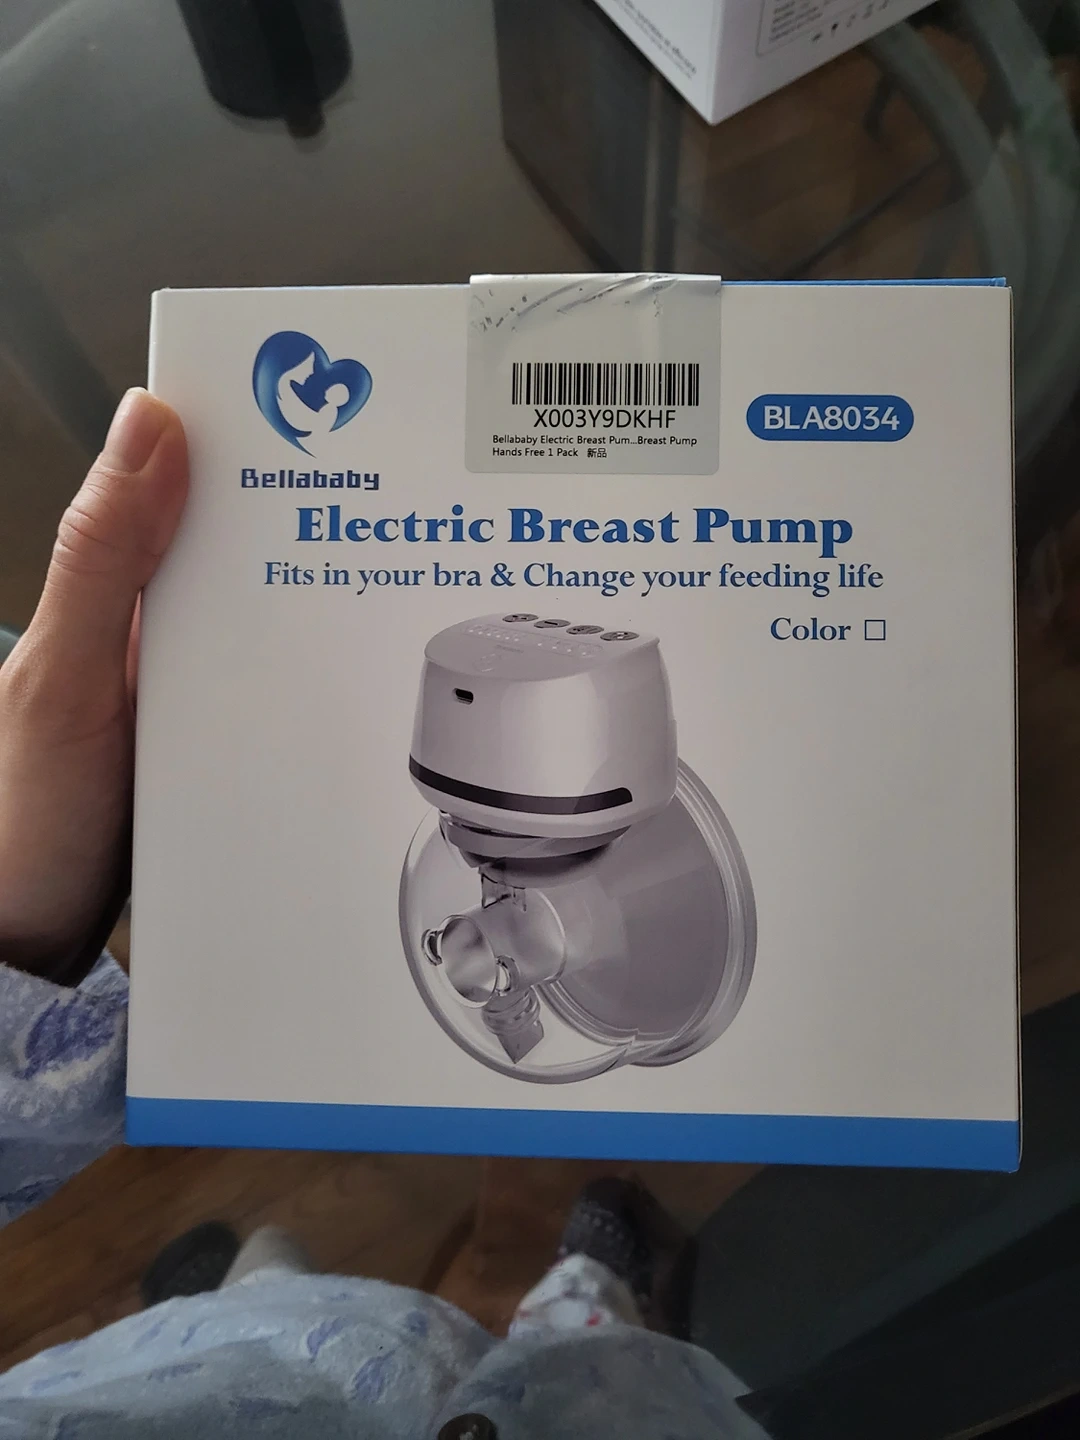 X003Y9DKHF
Bellababy Electric Breast Pum...Breast Pump
Hands Free 1 Pack 新品
BLA8034
Bellababy
Electric Breast Pump
Fits in your bra & Change your feeding life
Color □